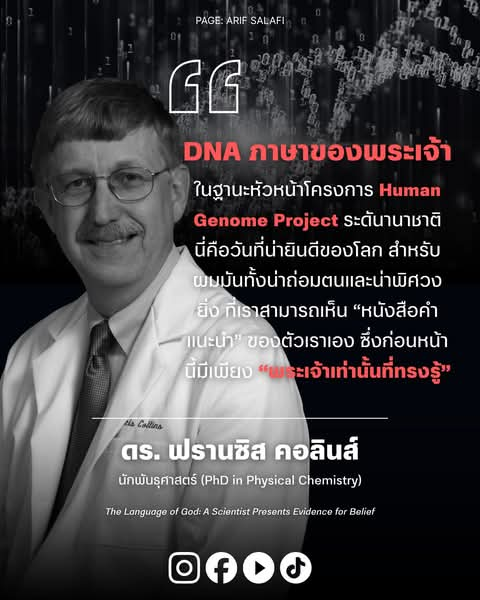 PAGE: ARIF SALAFI
DNA ภาษาของพระเจ้า
ในฐานะหัวหน้าโครงการ Human
Genome Project ระดับนานาชาติ
นี่คือวันที่น่ายินดีของโลก สำหรับ
ผมมันทั้งน่าถ่อมตนและน่าพิศวง
ยิ่ง ที่เราสามารถเห็น “หนังสือคำ
แนะนำ” ของตัวเราเอง ซึ่งก่อนหน้า
นี้มีเพียง “พระเจ้าเท่านั้นที่ทรงรู้”
Collins
ดร. ฟรานซิส คอลินส์
นักพันธุศาสตร์ (PhD in Physical Chemistry)
The Language of God: A Scientist Presents Evidence for Belief